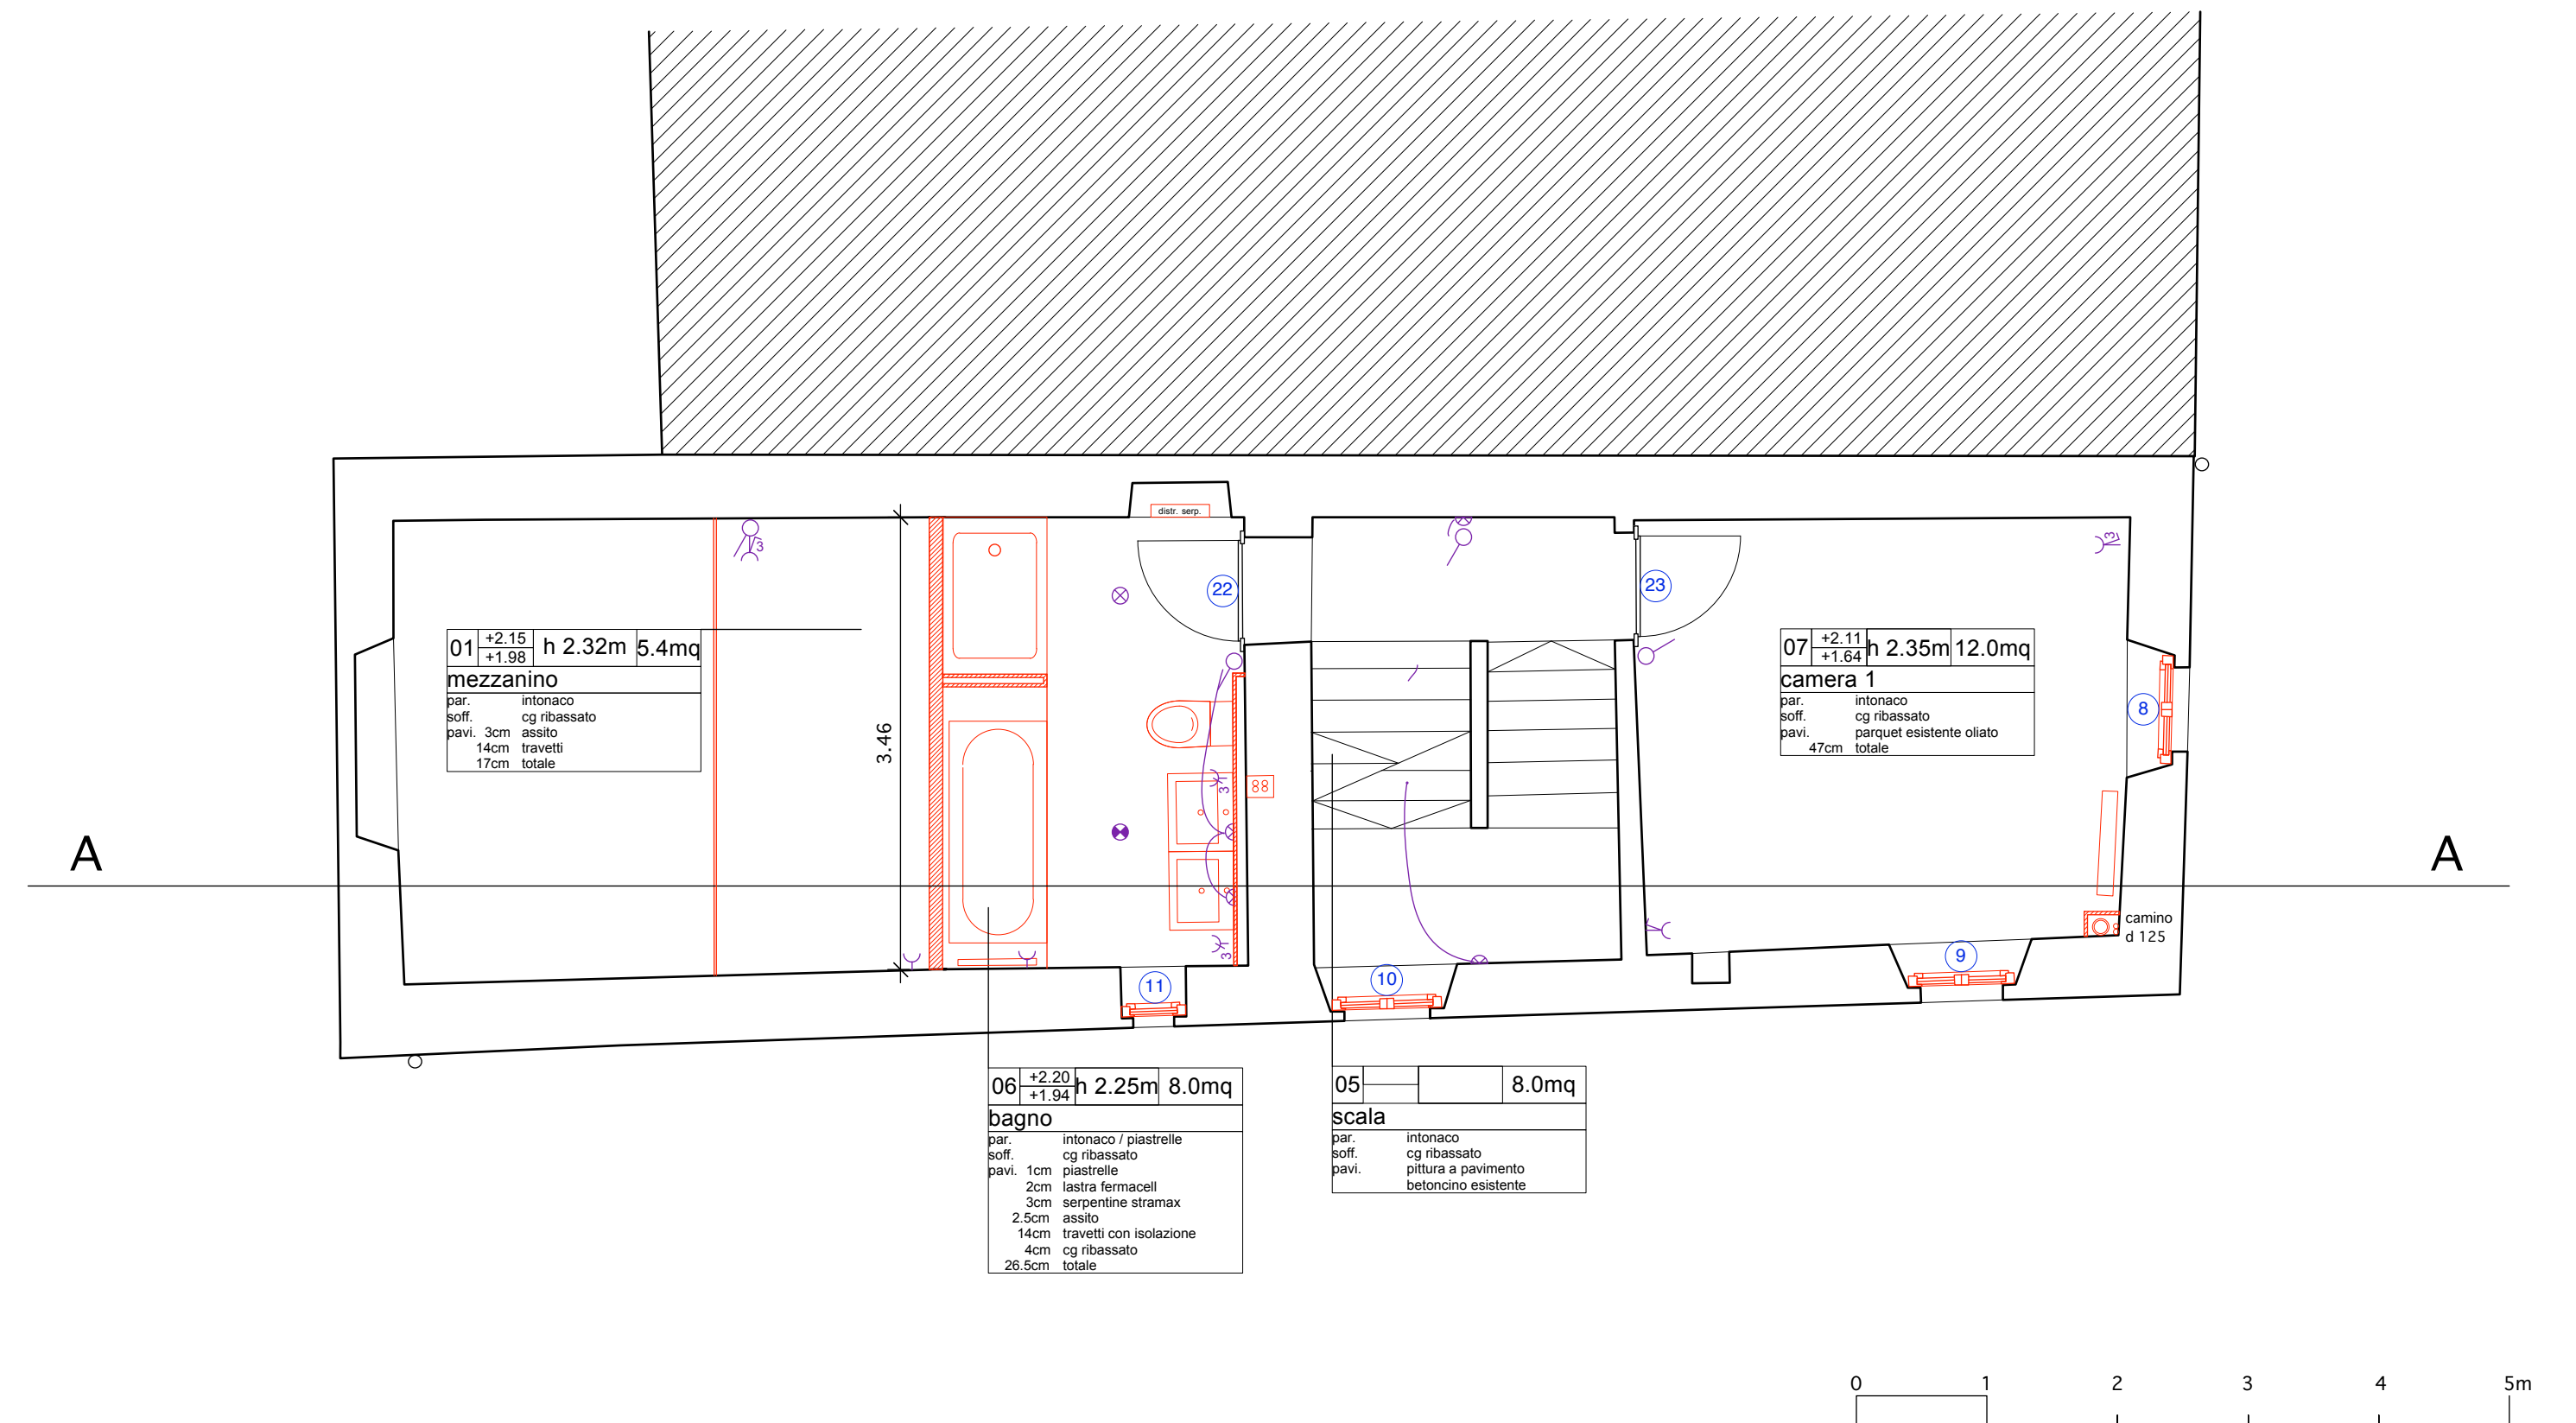 distr. serp.
3
3
22
23
01 +2.15 +1.98 h 2.32m 5.4mq
mezzanino
par. intonaco
soff. cg ribassato
pavi. 3cm assito
14cm travetti
17cm totale
07 +2.11 +1.64 h 2.35m 12.0mq
camera 1
par. intonaco
soff. cg ribassato
pavi. parquet esistente oliato
47cm totale
8
3.46
3
A
A
camino
d 125
3
11
10
9
06 +2.20 +1.94 h 2.25m 8.0mq
bagno
par. intonaco / piastrelle
soff. cg ribassato
pavi. 1cm piastrelle
2cm lastra fermacell
3cm serpentine stramax
2.5cm assito
14cm travetti con isolazione
4cm cg ribassato
26.5cm totale
05 8.0mq
scala
par. intonaco
soff. cg ribassato
pavi. pittura a pavimento
betoncino esistente
0 1 2 3 4 5m